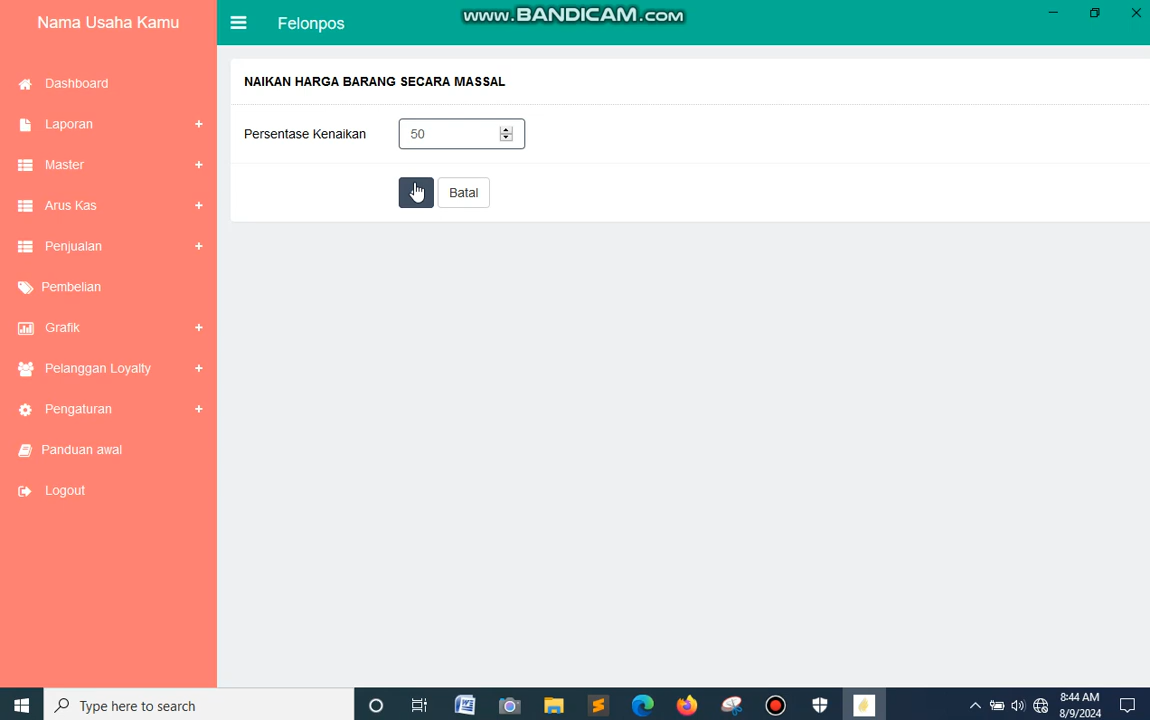 Nama Usaha Kamu
Felonpos
www.BANDICAM.com
Dashboard
Laporan
Master
Arus Kas
Penjualan
Pembelian
Grafik
Pelanggan Loyalty
Pengaturan
Panduan awal
Logout
NAIKAN HARGA BARANG SECARA MASSAL
Persentase Kenaikan
50
Batal
Type here to search
8:44 AM
8/9/2024